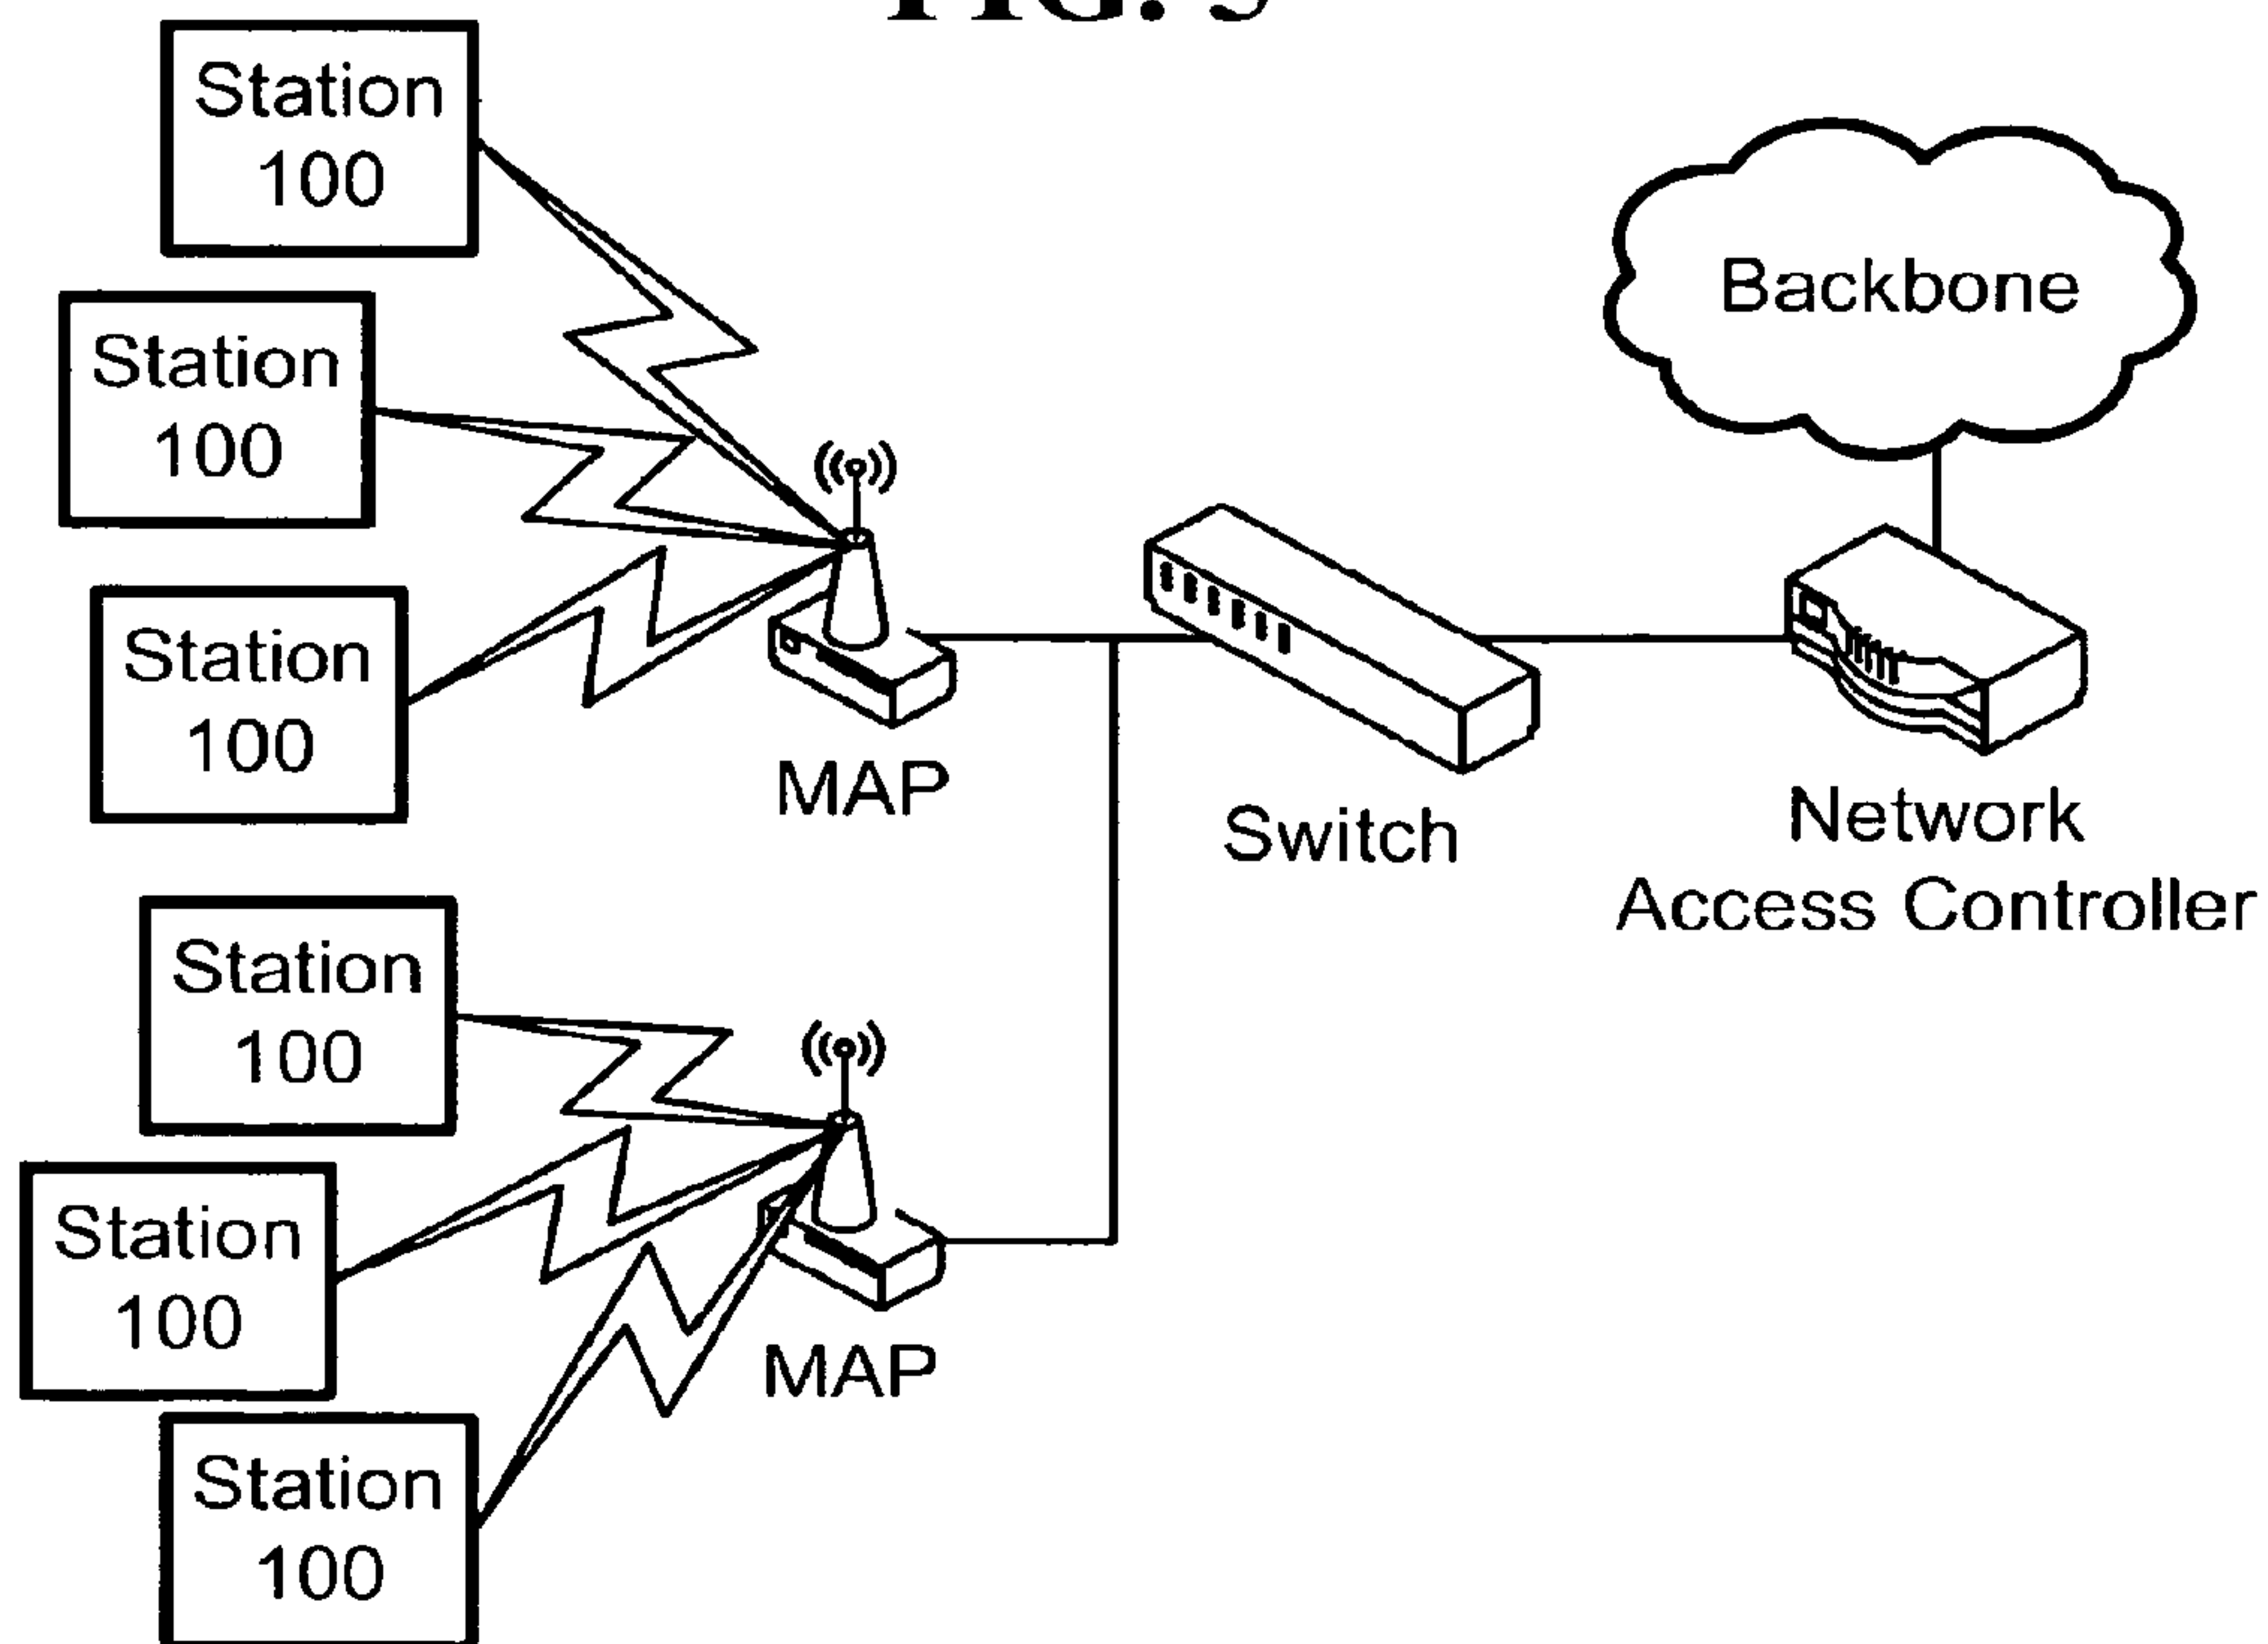 FIG.
Station
100
Station
100
Station
100
MAP
Switch
Backbone
Network
Access Controller
Station
100
Station
100
Station
100
MAP